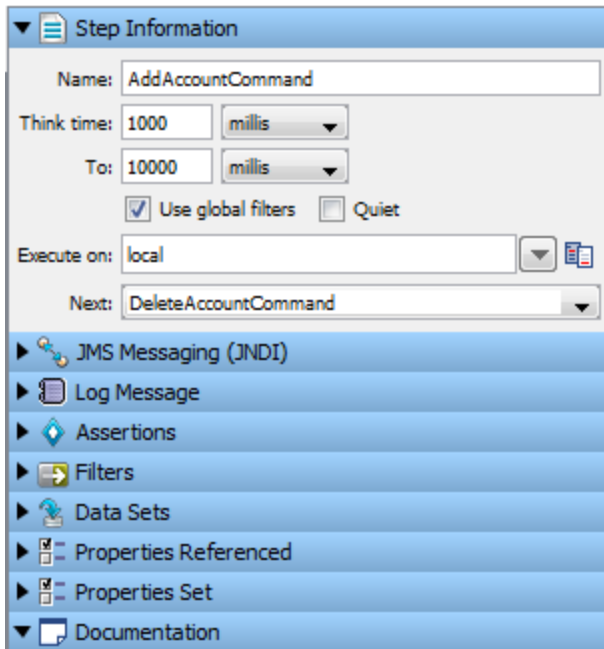 Step Information
Name: AddAccountCommand
Think time: 1000 millis
To: 10000 millis
Use global filters Quiet
Execute on: local
Next: DeleteAccountCommand
JMS Messaging (JNDI)
Log Message
Assertions
Filters
Data Sets
Properties Referenced
Properties Set
Documentation